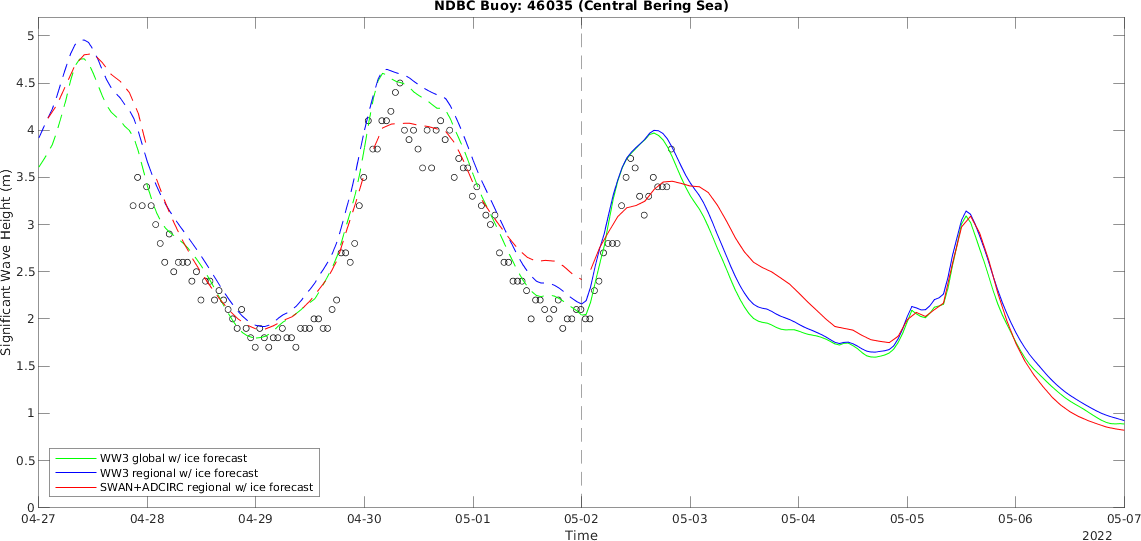 NDBC Buoy: 46035 (Central Bering Sea)
5
4.5
4
3.5
3
2.5
2
1.5
1
0.5
0
Significant Wave Height (m)
WW3 global w/ ice forecast
WW3 regional w/ ice forecast
SWAN+ADCIRC regional w/ ice forecast
04-27 04-28 04-29 04-30 05-01 05-02 05-03 05-04 05-05 05-06 05-07
Time
2022